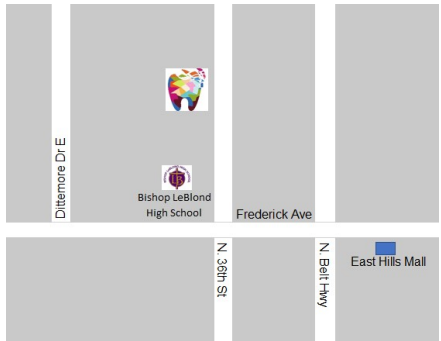 Dittemore Dr E
Bishop LeBlond
High School
Frederick Ave
N. 36th St
N. Belt Hwy
East Hills Mall